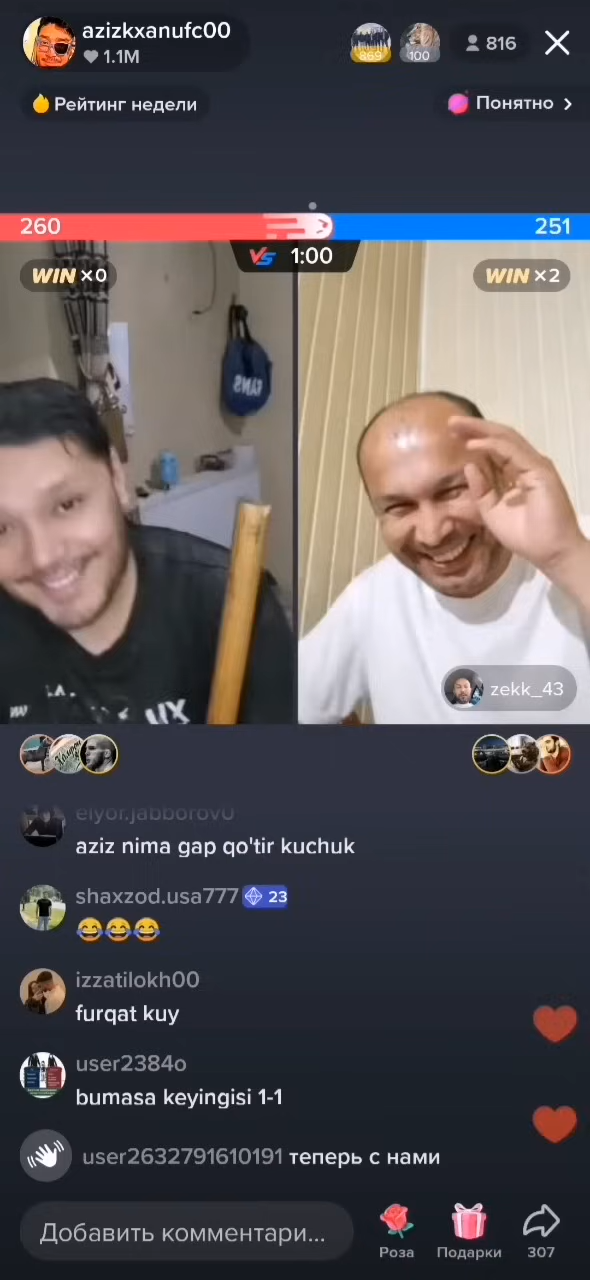 azizkxanufc00
1.1M
869
100
816
Рейтинг недели
Понятно
260
251
VS 1:00
WIN ×0
WIN ×2
zekk_43
elyor.jabborov0
aziz nima gap qo'tir kuchuk
shaxzod.usa777 23
😂😂😂
izzatilokh00
furqat kuy
user2384o
bumasa keyingisi 1-1
user2632791610191 теперь с нами
Добавить комментари...
Роза
Подарки
307